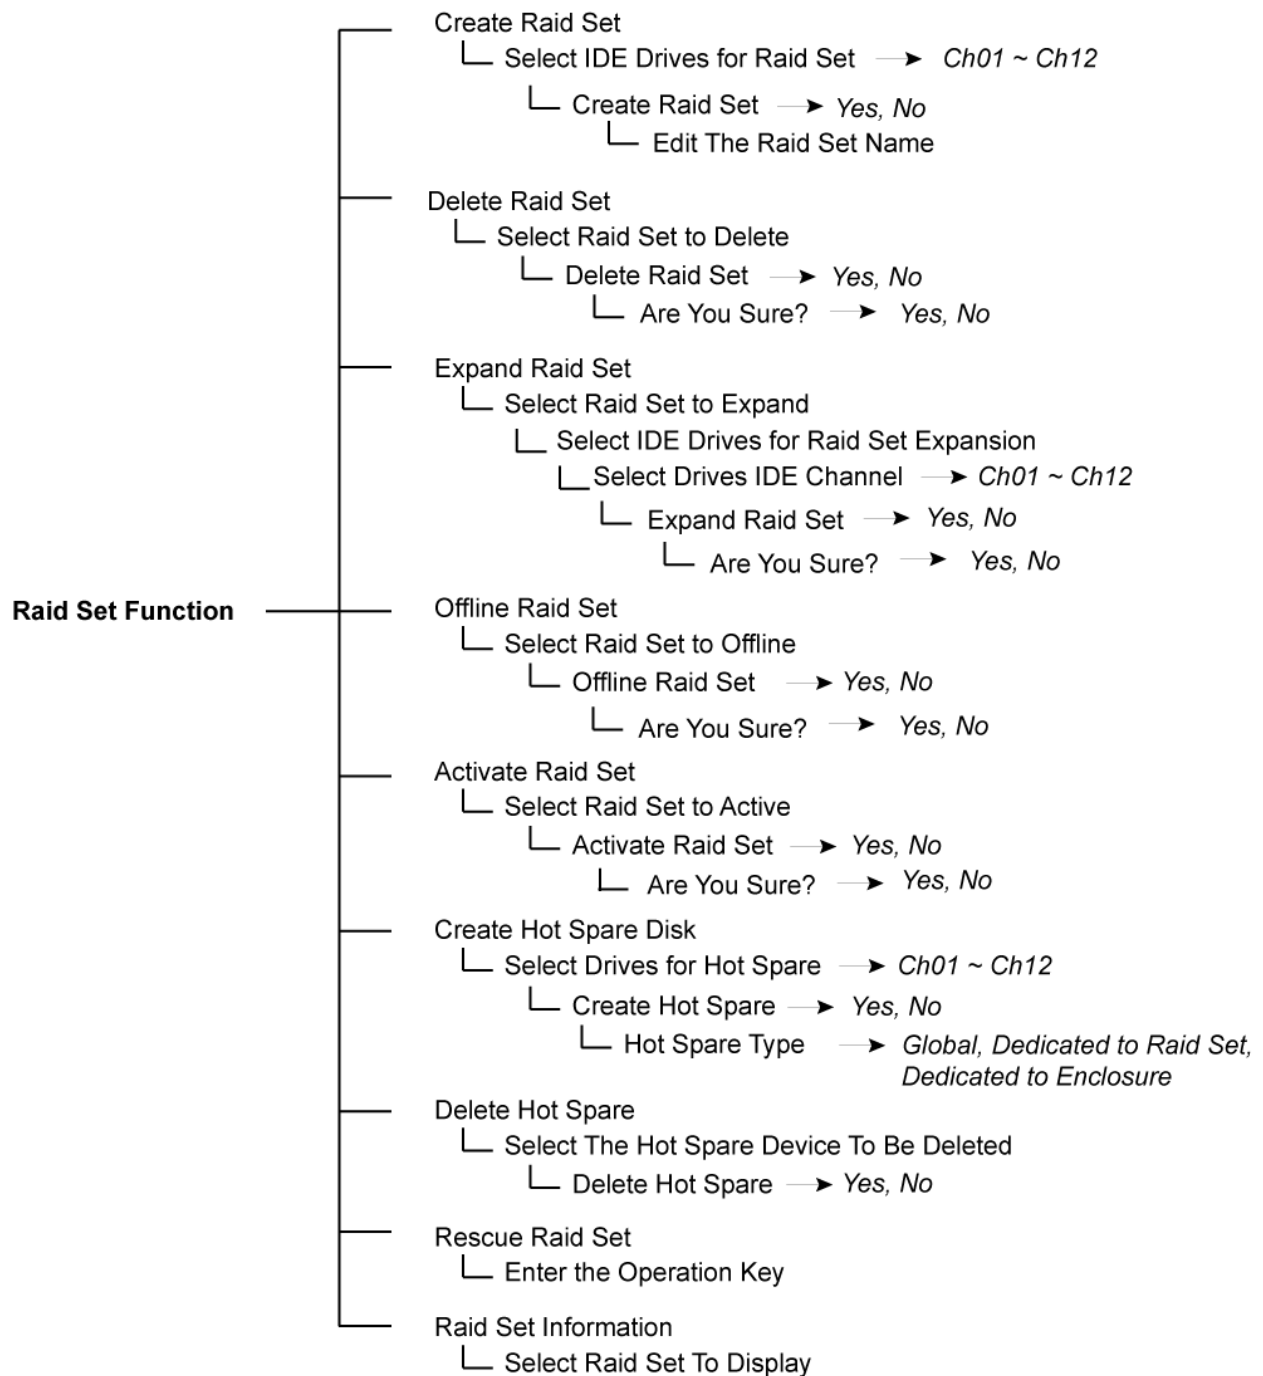 Create Raid Set
Select IDE Drives for Raid Set Ch01 ~ Ch12
Create Raid Set Yes, No
Edit The Raid Set Name
Delete Raid Set
Select Raid Set to Delete
Delete Raid Set Yes, No
Are You Sure? Yes, No
Expand Raid Set
Select Raid Set to Expand
Select IDE Drives for Raid Set Expansion
Select Drives IDE Channel Ch01 ~ Ch12
Expand Raid Set Yes, No
Are You Sure? Yes, No
Raid Set Function
Offline Raid Set
Select Raid Set to Offline
Offline Raid Set Yes, No
Are You Sure? Yes, No
Activate Raid Set
Select Raid Set to Active
Activate Raid Set Yes, No
Are You Sure? Yes, No
Create Hot Spare Disk
Select Drives for Hot Spare Ch01 ~ Ch12
Create Hot Spare Yes, No
Hot Spare Type Global, Dedicated to Raid Set,
Dedicated to Enclosure
Delete Hot Spare
Select The Hot Spare Device To Be Deleted
Delete Hot Spare Yes, No
Rescue Raid Set
Enter the Operation Key
Raid Set Information
Select Raid Set To Display